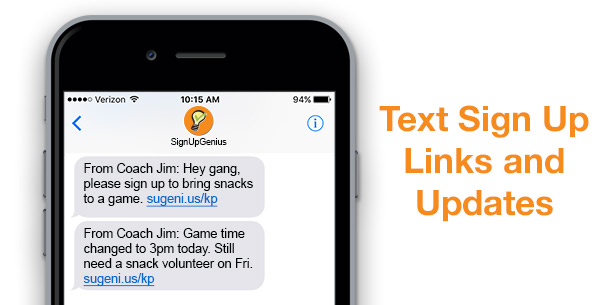 ●●●●○ Verizon 10:15 AM 94%
SignUpGenius
From Coach Jim: Hey gang,
please sign up to bring snacks
to a game. sugeni.us/kp
From Coach Jim: Game time
changed to 3pm today. Still
need a snack volunteer on Fri.
sugeni.us/kp
Text Sign Up
Links and
Updates